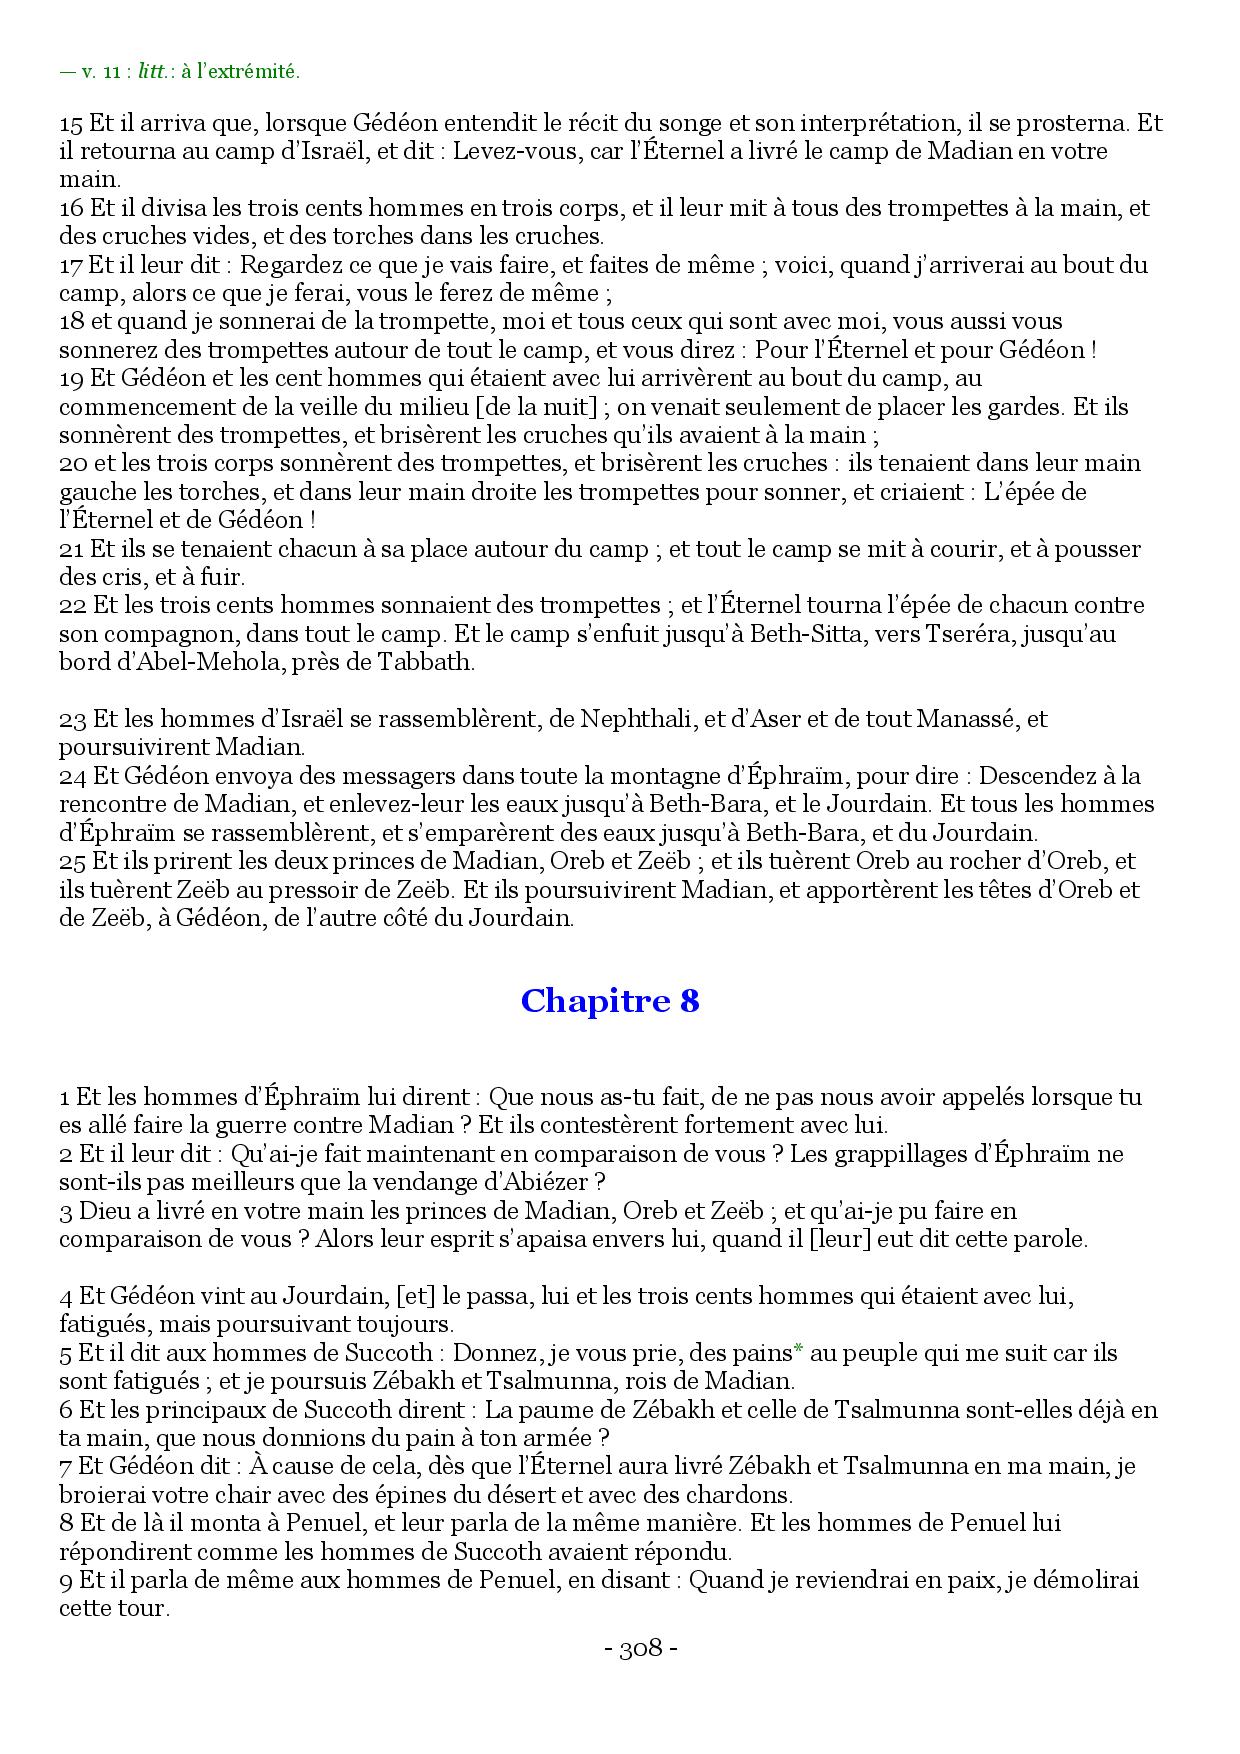 — v. 11 : litt.: à l’extrémité.
15 Et il arriva que, lorsque Gédéon entendit le récit du songe et son interprétation, il se prosterna. Et
il retourna au camp d’Israël, et dit : Levez-vous, car l’Éternel a livré le camp de Madian en votre
main.
16 Et il divisa les trois cents hommes en trois corps, et il leur mit à tous des trompettes à la main, et
des cruches vides, et des torches dans les cruches.
17 Et il leur dit : Regardez ce que je vais faire, et faites de même ; voici, quand j’arriverai au bout du
camp, alors ce que je ferai, vous le ferez de même ;
18 et quand je sonnerai de la trompette, moi et tous ceux qui sont avec moi, vous aussi vous
sonnerez des trompettes autour de tout le camp, et vous direz : Pour l’Éternel et pour Gédéon !
19 Et Gédéon et les cent hommes qui étaient avec lui arrivèrent au bout du camp, au
commencement de la veille du milieu [de la nuit] ; on venait seulement de placer les gardes. Et ils
sonnèrent des trompettes, et brisèrent les cruches qu’ils avaient à la main ;
20 et les trois corps sonnèrent des trompettes, et brisèrent les cruches : ils tenaient dans leur main
gauche les torches, et dans leur main droite les trompettes pour sonner, et criaient : L’épée de
l’Éternel et de Gédéon !
21 Et ils se tenaient chacun à sa place autour du camp ; et tout le camp se mit à courir, et à pousser
des cris, et à fuir.
22 Et les trois cents hommes sonnaient des trompettes ; et l’Éternel tourna l’épée de chacun contre
son compagnon, dans tout le camp. Et le camp s’enfuit jusqu’à Beth-Sitta, vers Tseréra, jusqu’au
bord d’Abel-Mehola, près de Tabbath.
23 Et les hommes d’Israël se rassemblèrent, de Nephthali, et d’Aser et de tout Manassé, et
poursuivirent Madian.
24 Et Gédéon envoya des messagers dans toute la montagne d’Éphraïm, pour dire : Descendez à la
rencontre de Madian, et enlevez-leur les eaux jusqu’à Beth-Bara, et le Jourdain. Et tous les hommes
d’Éphraïm se rassemblèrent, et s’emparèrent des eaux jusqu’à Beth-Bara, et du Jourdain.
25 Et ils prirent les deux princes de Madian, Oreb et Zeëb ; et ils tuèrent Oreb au rocher d’Oreb, et
ils tuèrent Zeëb au pressoir de Zeëb. Et ils poursuivirent Madian, et apportèrent les têtes d’Oreb et
de Zeëb, à Gédéon, de l’autre côté du Jourdain.
Chapitre 8
1 Et les hommes d’Éphraïm lui dirent : Que nous as-tu fait, de ne pas nous avoir appelés lorsque tu
es allé faire la guerre contre Madian ? Et ils contestèrent fortement avec lui.
2 Et il leur dit : Qu’ai-je fait maintenant en comparaison de vous ? Les grappillages d’Éphraïm ne
sont-ils pas meilleurs que la vendange d’Abiézer ?
3 Dieu a livré en votre main les princes de Madian, Oreb et Zeëb ; et qu’ai-je pu faire en
comparaison de vous ? Alors leur esprit s’apaisa envers lui, quand il [leur] eut dit cette parole.
4 Et Gédéon vint au Jourdain, [et] le passa, lui et les trois cents hommes qui étaient avec lui,
fatigués, mais poursuivant toujours.
5 Et il dit aux hommes de Succoth : Donnez, je vous prie, des pains* au peuple qui me suit car ils
sont fatigués ; et je poursuis Zébakh et Tsalmunna, rois de Madian.
6 Et les principaux de Succoth dirent : La paume de Zébakh et celle de Tsalmunna sont-elles déjà en
ta main, que nous donnions du pain à ton armée ?
7 Et Gédéon dit : À cause de cela, dès que l’Éternel aura livré Zébakh et Tsalmunna en ma main, je
broierai votre chair avec des épines du désert et avec des chardons.
8 Et de là il monta à Penuel, et leur parla de la même manière. Et les hommes de Penuel lui
répondirent comme les hommes de Succoth avaient répondu.
9 Et il parla de même aux hommes de Penuel, en disant : Quand je reviendrai en paix, je démolirai
cette tour.
- 308 -